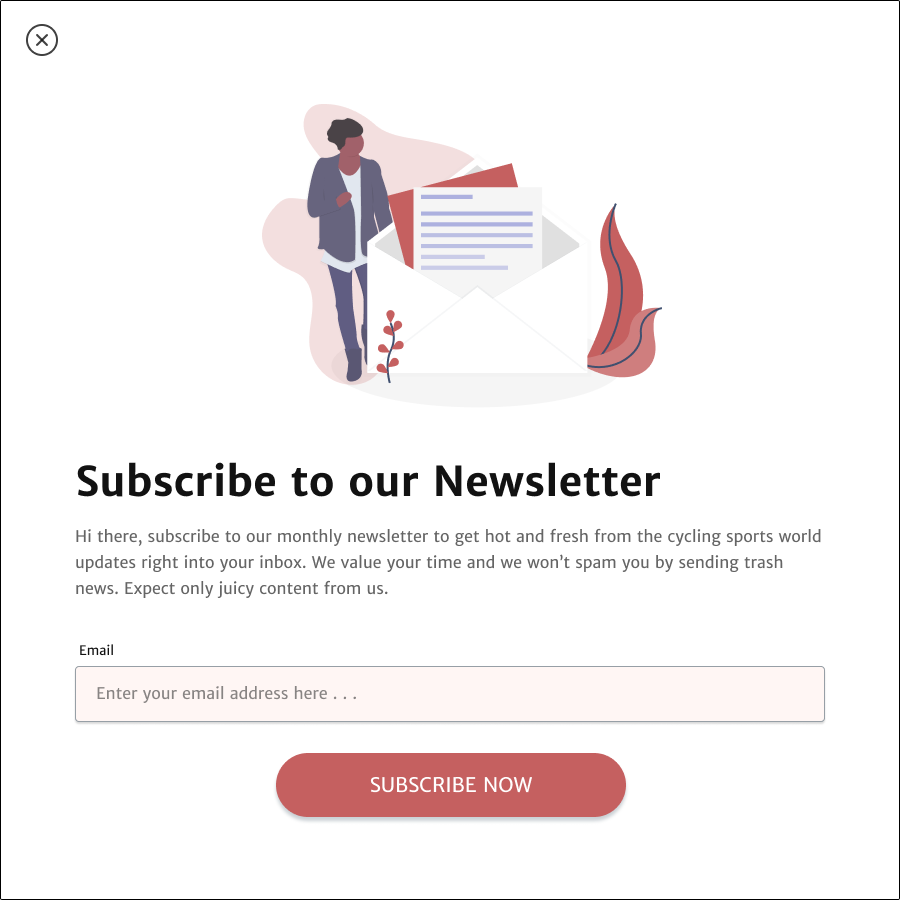 Subscribe to our Newsletter
Hi there, subscribe to our monthly newsletter to get hot and fresh from the cycling sports world
updates right into your inbox. We value your time and we won’t spam you by sending trash
news. Expect only juicy content from us.
Email
Enter your email address here . . .
SUBSCRIBE NOW